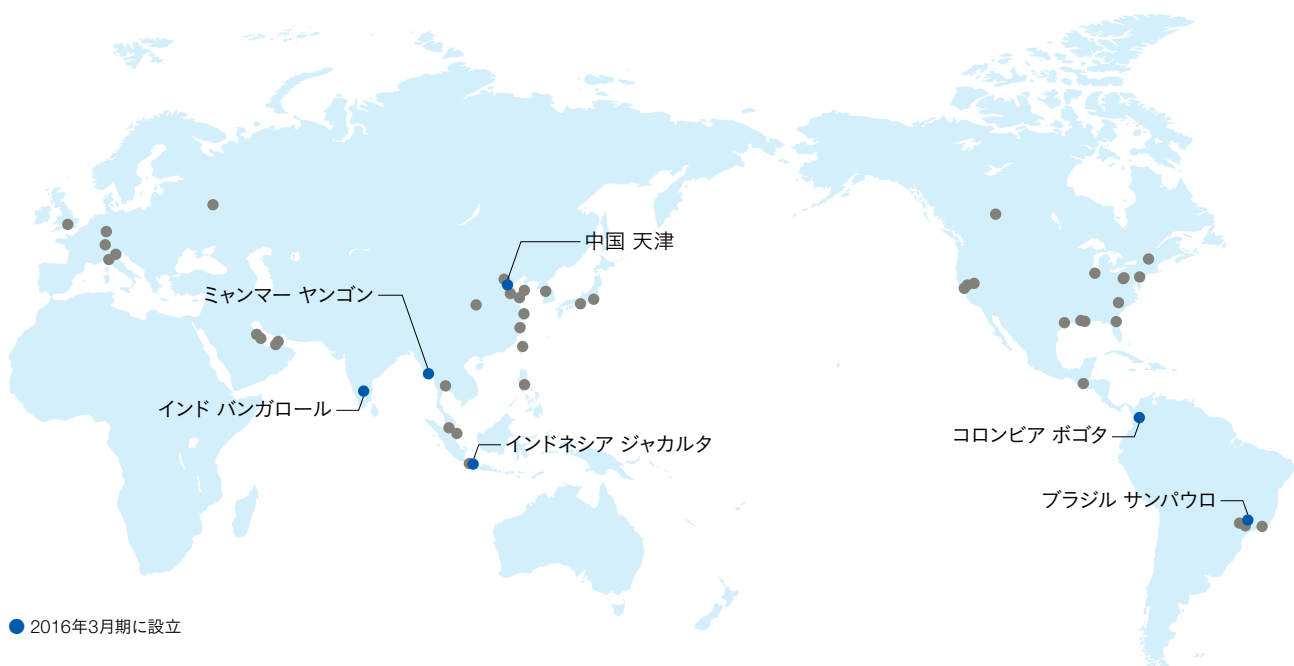 中国 天津
ミャンマー ヤンゴン
インド バンガロール
インドネシア ジャカルタ
コロンビア ボゴタ
ブラジル サンパウロ
2016年3月期に設立